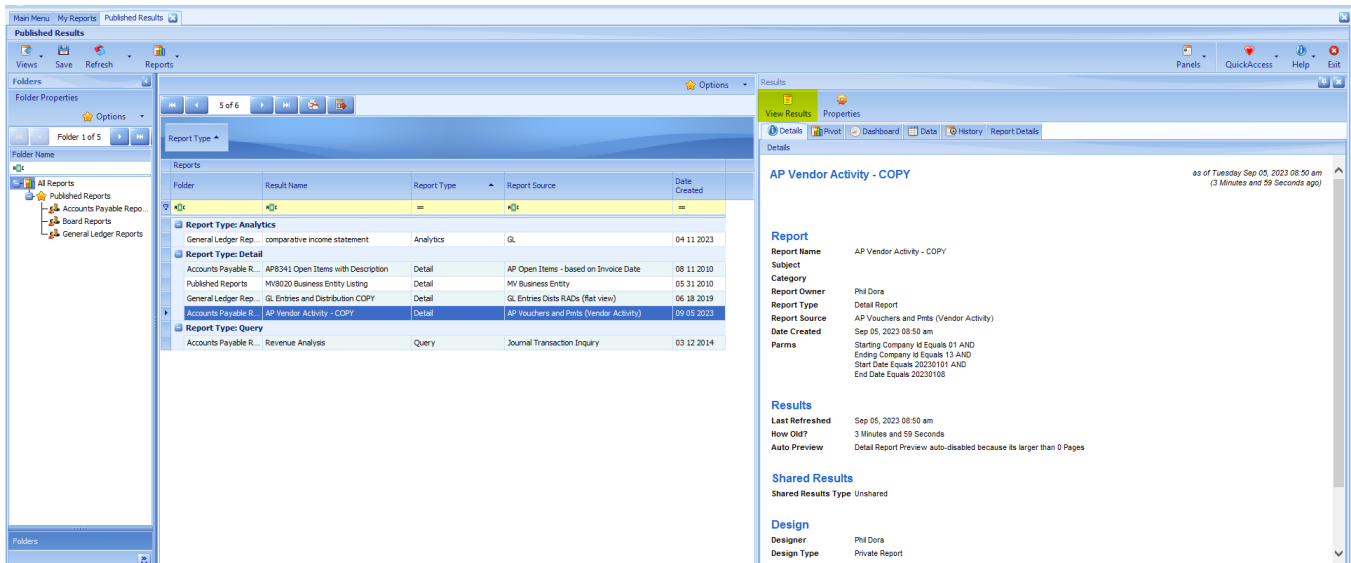 Main Menu My Reports Published Results
Published Results
Views Save Refresh Reports Panels QuickAccess Help Exit
Folders
Folder Properties
Options
Folder 1 of 5
Folder Name
All Reports
Published Reports
Accounts Payable Repo...
Board Reports
General Ledger Reports
Folders
Options
5 of 6
Report Type
Reports
Folder Result Name Report Type Report Source Date Created
= =
Report Type: Analytics
General Ledger Rep... comparative income statement Analytics GL 04 11 2023
Report Type: Detail
Accounts Payable R... AP8341 Open Items with Description Detail AP Open Items - based on Invoice Date 08 11 2010
Published Reports MV8020 Business Entity Listing Detail MV Business Entity 05 31 2010
General Ledger Rep... GL Entries and Distribution COPY Detail GL Entries Dists RADs (flat view) 06 18 2019
Accounts Payable R... AP Vendor Activity - COPY Detail AP Vouchers and Pmts (Vendor Activity) 09 05 2023
Report Type: Query
Accounts Payable R... Revenue Analysis Query Journal Transaction Inquiry 03 12 2014
Results
View Results Properties
Details Pivot Dashboard Data History Report Details
Details
AP Vendor Activity - COPY as of Tuesday Sep 05, 2023 08:50 am
(3 Minutes and 59 Seconds ago)
Report
Report Name AP Vendor Activity - COPY
Subject
Category
Report Owner Phil Dora
Report Type Detail Report
Report Source AP Vouchers and Pmts (Vendor Activity)
Date Created Sep 05, 2023 08:50 am
Parms Starting Company Id Equals 01 AND
Ending Company Id Equals 13 AND
Start Date Equals 20230101 AND
End Date Equals 20230108
Results
Last Refreshed Sep 05, 2023 08:50 am
How Old? 3 Minutes and 59 Seconds
Auto Preview Detail Report Preview auto-disabled because its larger than 0 Pages
Shared Results
Shared Results Type Unshared
Design
Designer Phil Dora
Design Type Private Report